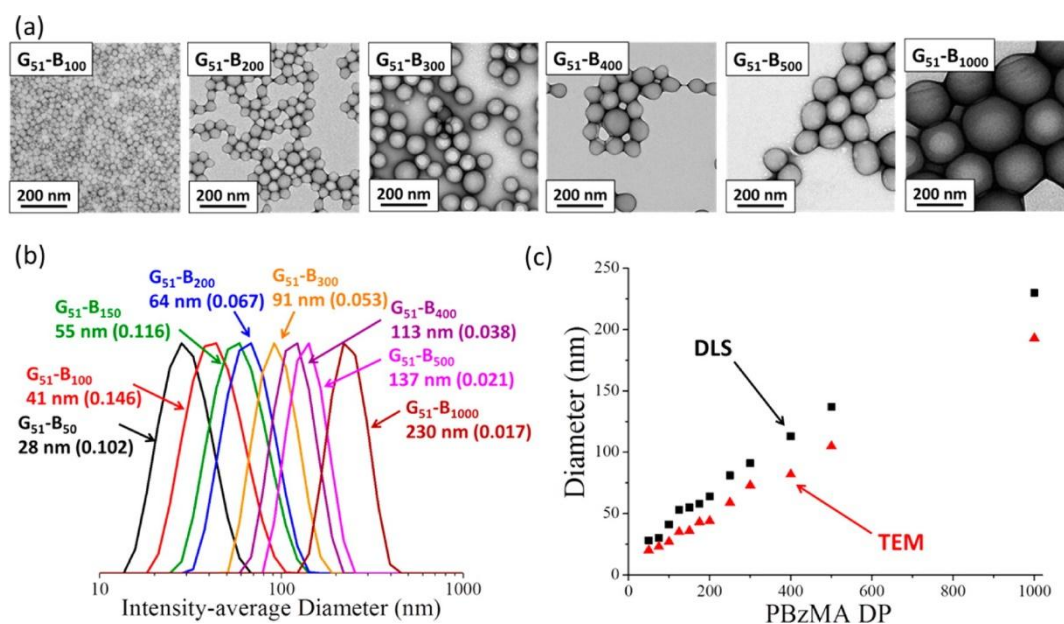 (a)
G₅₁-B₁₀₀
G₅₁-B₂₀₀
G₅₁-B₃₀₀
G₅₁-B₄₀₀
G₅₁-B₅₀₀
G₅₁-B₁₀₀₀
200 nm
200 nm
200 nm
200 nm
200 nm
200 nm
(b)
G₅₁-B₂₀₀
64 nm (0.067)
G₅₁-B₃₀₀
91 nm (0.053)
G₅₁-B₁₅₀
55 nm (0.116)
G₅₁-B₄₀₀
113 nm (0.038)
G₅₁-B₅₀₀
137 nm (0.021)
G₅₁-B₁₀₀
41 nm (0.146)
G₅₁-B₁₀₀₀
230 nm (0.017)
G₅₁-B₅₀
28 nm (0.102)
10
100
1000
Intensity-average Diameter (nm)
(c)
250
200
150
100
50
0
Diameter (nm)
DLS
TEM
0
200
400
600
800
1000
PBzMA DP